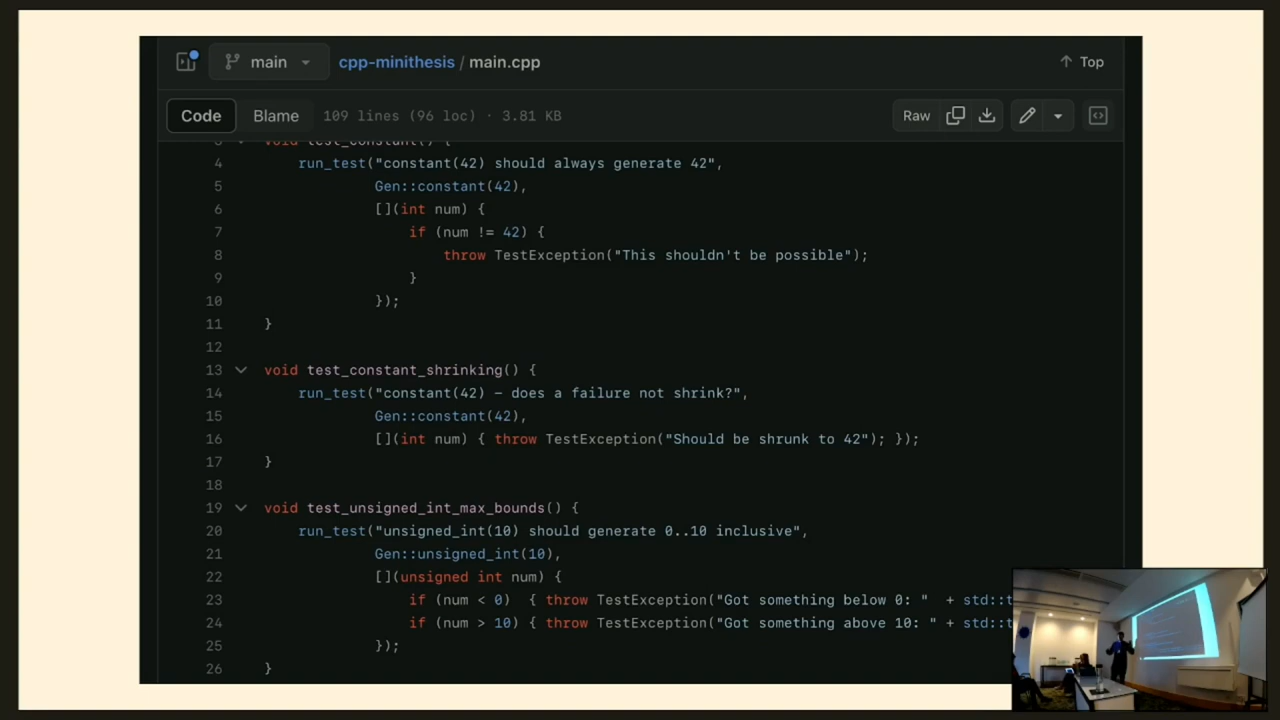 main
cpp-minithesis / main.cpp
Top
Code
Blame
109 lines (96 loc) · 3.81 KB
Raw
3 void test_constant() {
4 run_test("constant(42) should always generate 42",
5 Gen::constant(42),
6 [](int num) {
7 if (num != 42) {
8 throw TestException("This shouldn't be possible");
9 }
10 });
11 }
12
13 void test_constant_shrinking() {
14 run_test("constant(42) – does a failure not shrink?",
15 Gen::constant(42),
16 [](int num) { throw TestException("Should be shrunk to 42"); });
17 }
18
19 void test_unsigned_int_max_bounds() {
20 run_test("unsigned_int(10) should generate 0..10 inclusive",
21 Gen::unsigned_int(10),
22 [](unsigned int num) {
23 if (num < 0) { throw TestException("Got something below 0: " + std::t
24 if (num > 10) { throw TestException("Got something above 10: " + std::t
25 });
26 }